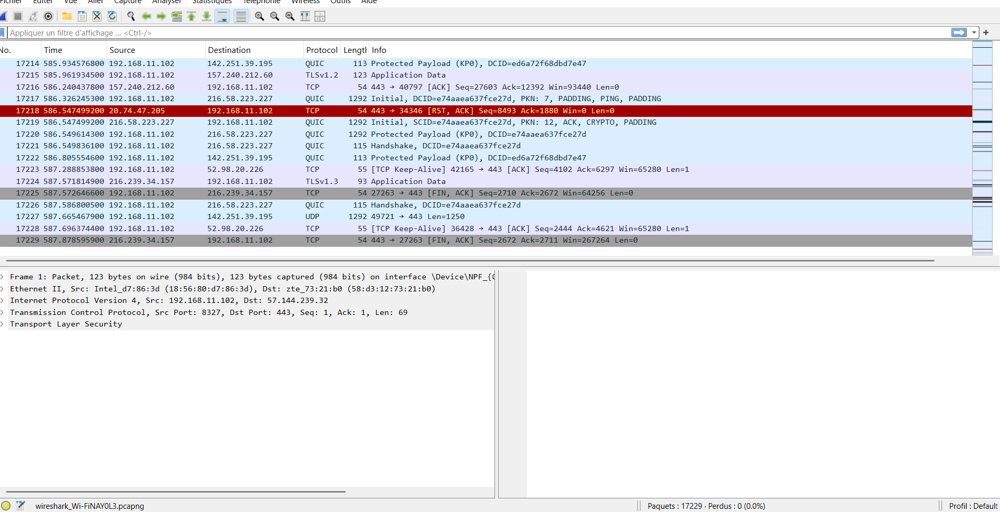 Fichier Editer Vue Aller Capture Analyser Statistiques Telephonie Wireless Outils Aide
Appliquer un filtre d'affichage ... <Ctrl-/>
No. Time Source Destination Protocol Length Info
17214 585.934576800 192.168.11.102 142.251.39.195 QUIC 113 Protected Payload (KP0), DCID=ed6a72f68dbd7e47
17215 585.961934500 192.168.11.102 157.240.212.60 TLSv1.2 123 Application Data
17216 586.240437800 157.240.212.60 192.168.11.102 TCP 54 443 → 40797 [ACK] Seq=27603 Ack=12392 Win=93440 Len=0
17217 586.326245300 192.168.11.102 216.58.223.227 QUIC 1292 Initial, DCID=e74aaea637fce27d, PKN: 7, PADDING, PING, PADDING
17218 586.547499200 20.74.47.205 192.168.11.102 TCP 54 443 → 34346 [RST, ACK] Seq=8493 Ack=1880 Win=0 Len=0
17219 586.547499200 216.58.223.227 192.168.11.102 QUIC 1292 Initial, SCID=e74aaea637fce27d, PKN: 12, ACK, CRYPTO, PADDING
17220 586.549614300 192.168.11.102 216.58.223.227 QUIC 1292 Protected Payload (KP0), DCID=e74aaea637fce27d
17221 586.549836100 192.168.11.102 216.58.223.227 QUIC 115 Handshake, DCID=e74aaea637fce27d
17222 586.805554600 192.168.11.102 142.251.39.195 QUIC 113 Protected Payload (KP0), DCID=ed6a72f68dbd7e47
17223 587.288853800 192.168.11.102 52.98.20.226 TCP 55 [TCP Keep-Alive] 42165 → 443 [ACK] Seq=4102 Ack=6297 Win=65280 Len=1
17224 587.571814900 216.239.34.157 192.168.11.102 TLSv1.3 93 Application Data
17225 587.572646600 192.168.11.102 216.239.34.157 TCP 54 27263 → 443 [FIN, ACK] Seq=2710 Ack=2672 Win=64256 Len=0
17226 587.586800500 192.168.11.102 216.58.223.227 QUIC 115 Handshake, DCID=e74aaea637fce27d
17227 587.665467900 192.168.11.102 142.251.39.195 UDP 1292 49721 → 443 Len=1250
17228 587.696374400 192.168.11.102 52.98.20.226 TCP 55 [TCP Keep-Alive] 36428 → 443 [ACK] Seq=2444 Ack=4621 Win=65280 Len=1
17229 587.878595900 216.239.34.157 192.168.11.102 TCP 54 443 → 27263 [FIN, ACK] Seq=2672 Ack=2711 Win=267264 Len=0
Frame 1: Packet, 123 bytes on wire (984 bits), 123 bytes captured (984 bits) on interface \Device\NPF_{C
Ethernet II, Src: Intel_d7:86:3d (18:56:80:d7:86:3d), Dst: zte_73:21:b0 (58:d3:12:73:21:b0)
Internet Protocol Version 4, Src: 192.168.11.102, Dst: 57.144.239.32
Transmission Control Protocol, Src Port: 8327, Dst Port: 443, Seq: 1, Ack: 1, Len: 69
Transport Layer Security
wireshark_Wi-FiNAY0L3.pcapng Paquets : 17229 · Perdus : 0 (0.0%) Profil : Default